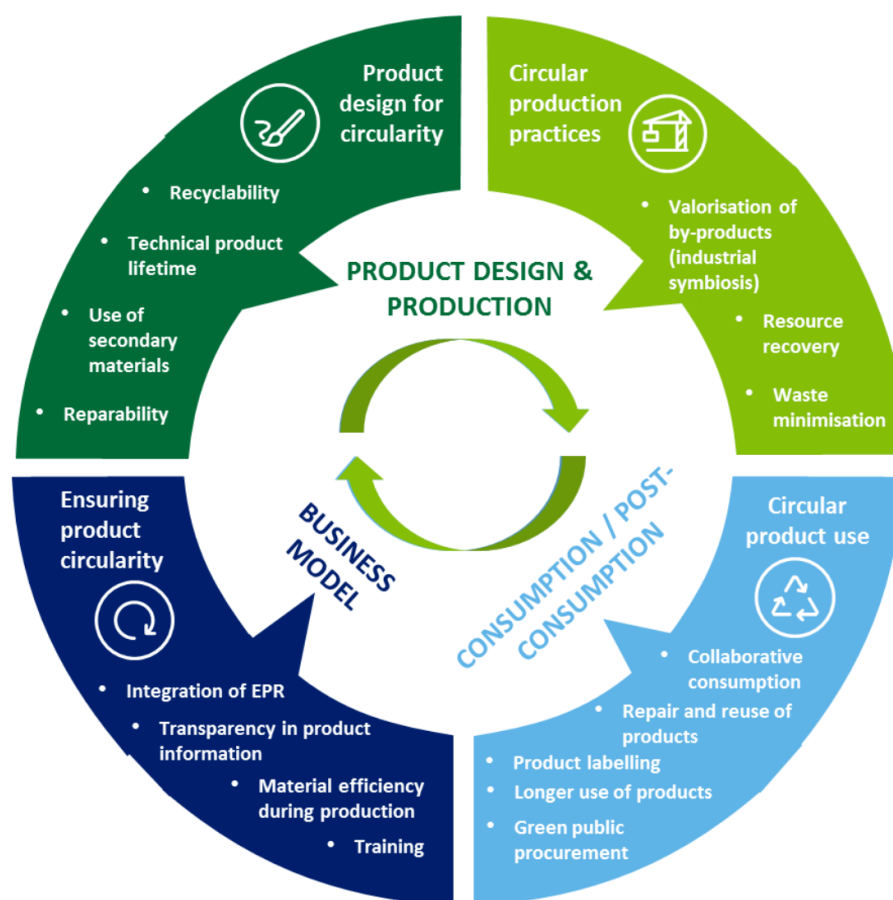 Product
design for
circularity
• Recyclability
• Technical product
lifetime
• Use of
secondary
materials
• Reparability
Circular
production
practices
• Valorisation of
by-products
(industrial
symbiosis)
• Resource
recovery
• Waste
minimisation
PRODUCT DESIGN &
PRODUCTION
BUSINESS
MODEL
CONSUMPTION / POST-
CONSUMPTION
Ensuring
product
circularity
• Integration of EPR
• Transparency in product
information
• Material efficiency
during production
• Training
Circular
product use
• Collaborative
consumption
• Repair and reuse of
products
• Product labelling
• Longer use of products
• Green public
procurement